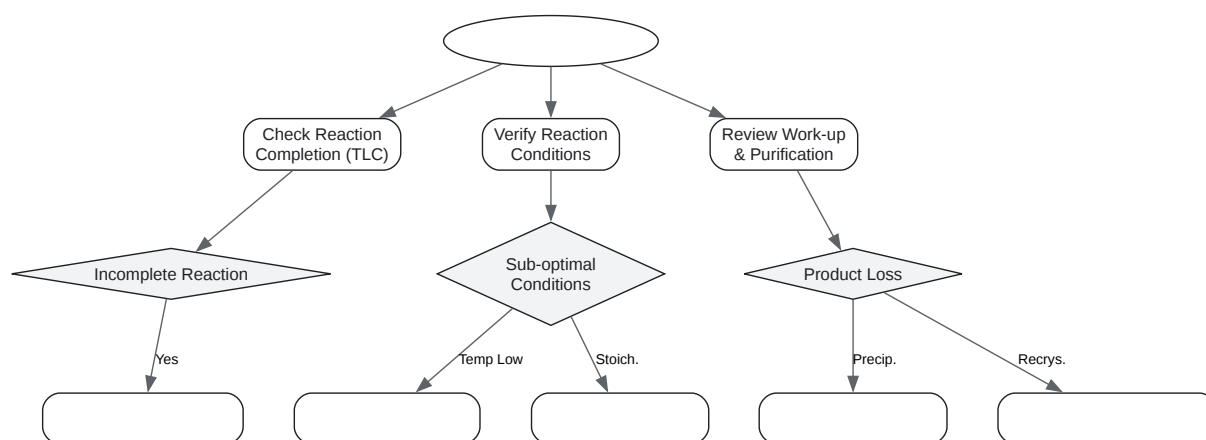 Check Reaction
Completion (TLC)
Verify Reaction
Conditions
Review Work-up
& Purification
Incomplete Reaction
Sub-optimal
Conditions
Product Loss
Yes
Temp Low
Stoich.
Precip.
Recrys.